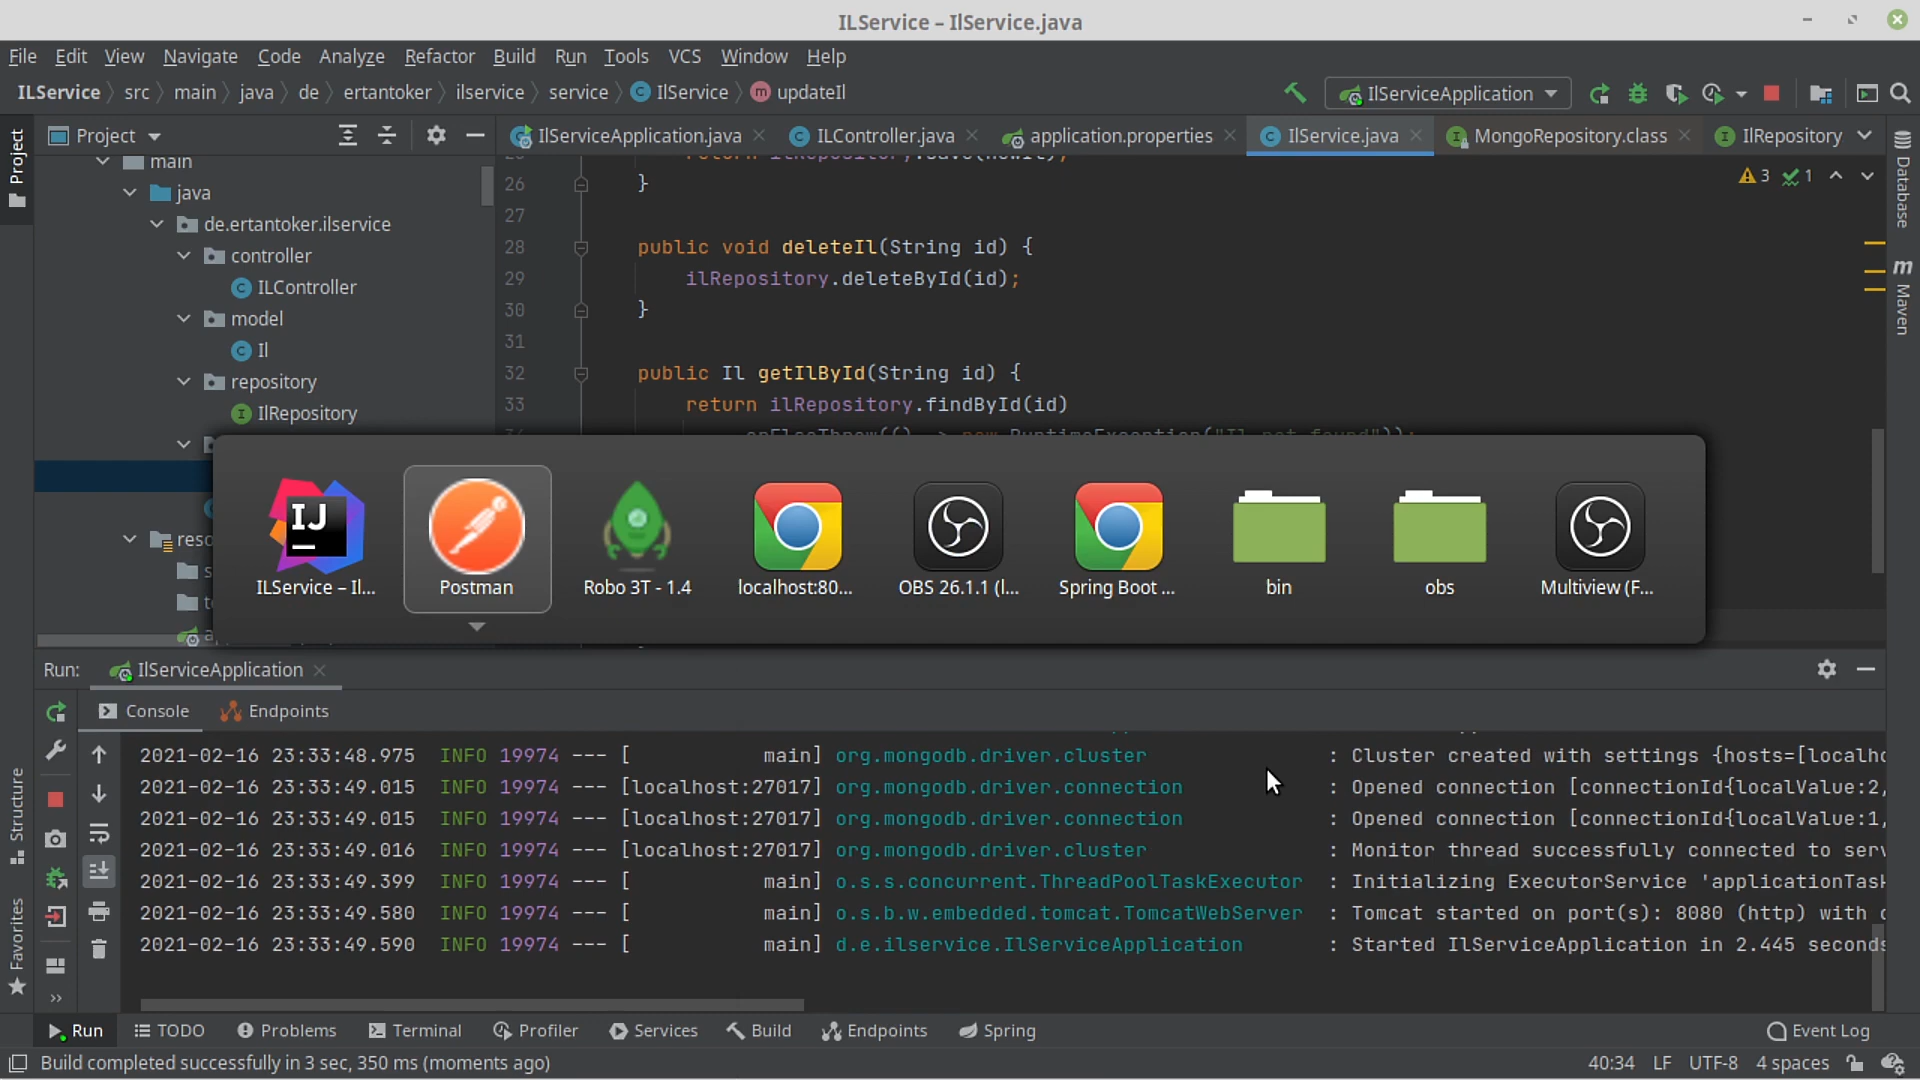 ILService – IlService.java
File Edit View Navigate Code Analyze Refactor Build Run Tools VCS Window Help
ILService src main java de ertantoker ilservice service IlService updateIl
IlServiceApplication
Project
Project
IlServiceApplication.java
ILController.java
application.properties
IlService.java
MongoRepository.class
IlRepository
main
java
de.ertantoker.ilservice
controller
ILController
model
Il
repository
IlRepository
reso
26 }
27
28 public void deleteIl(String id) {
29 ilRepository.deleteById(id);
30 }
31
32 public Il getIlById(String id) {
33 return ilRepository.findById(id)
3 1
Database
Maven
IJ
ILService – Il...
Postman
Robo 3T - 1.4
localhost:80...
OBS 26.1.1 (l...
Spring Boot ...
bin
obs
Multiview (F...
Run: IlServiceApplication
Console Endpoints
2021-02-16 23:33:48.975 INFO 19974 --- [ main] org.mongodb.driver.cluster : Cluster created with settings {hosts=[localho
2021-02-16 23:33:49.015 INFO 19974 --- [localhost:27017] org.mongodb.driver.connection : Opened connection [connectionId{localValue:2,
2021-02-16 23:33:49.015 INFO 19974 --- [localhost:27017] org.mongodb.driver.connection : Opened connection [connectionId{localValue:1,
2021-02-16 23:33:49.016 INFO 19974 --- [localhost:27017] org.mongodb.driver.cluster : Monitor thread successfully connected to serv
2021-02-16 23:33:49.399 INFO 19974 --- [ main] o.s.s.concurrent.ThreadPoolTaskExecutor : Initializing ExecutorService 'applicationTask
2021-02-16 23:33:49.580 INFO 19974 --- [ main] o.s.b.w.embedded.tomcat.TomcatWebServer : Tomcat started on port(s): 8080 (http) with c
2021-02-16 23:33:49.590 INFO 19974 --- [ main] d.e.ilservice.IlServiceApplication : Started IlServiceApplication in 2.445 seconds
Structure
Favorites
Run TODO Problems Terminal Profiler Services Build Endpoints Spring Event Log
Build completed successfully in 3 sec, 350 ms (moments ago) 40:34 LF UTF-8 4 spaces